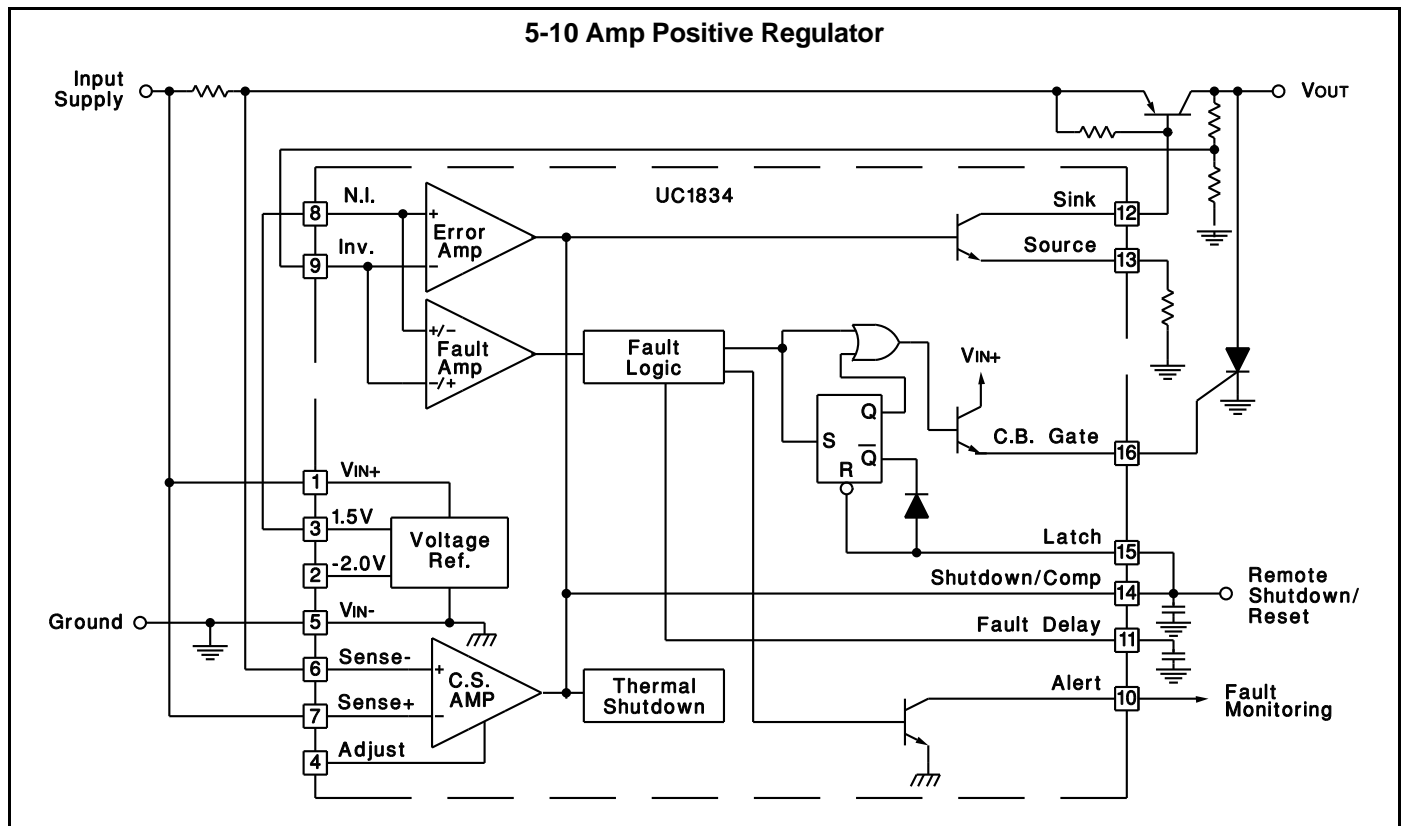 5-10 Amp Positive Regulator
Input
Supply
VOUT
UC1834
8
N.I.
+
Error
Amp
−
9
Inv.
Sink
12
Source
13
+/−
Fault
Amp
−/+
Fault
Logic
VIN+
Q
S
Q
R
C.B. Gate
16
1
VIN+
3
1.5V
2
-2.0V
Voltage
Ref.
Latch
15
Shutdown/Comp
14
Remote
Shutdown/
Reset
Ground
5
VIN-
Fault Delay
11
6
Sense-
+
C.S.
AMP
7
Sense+
−
Thermal
Shutdown
Alert
10
Fault
Monitoring
4
Adjust